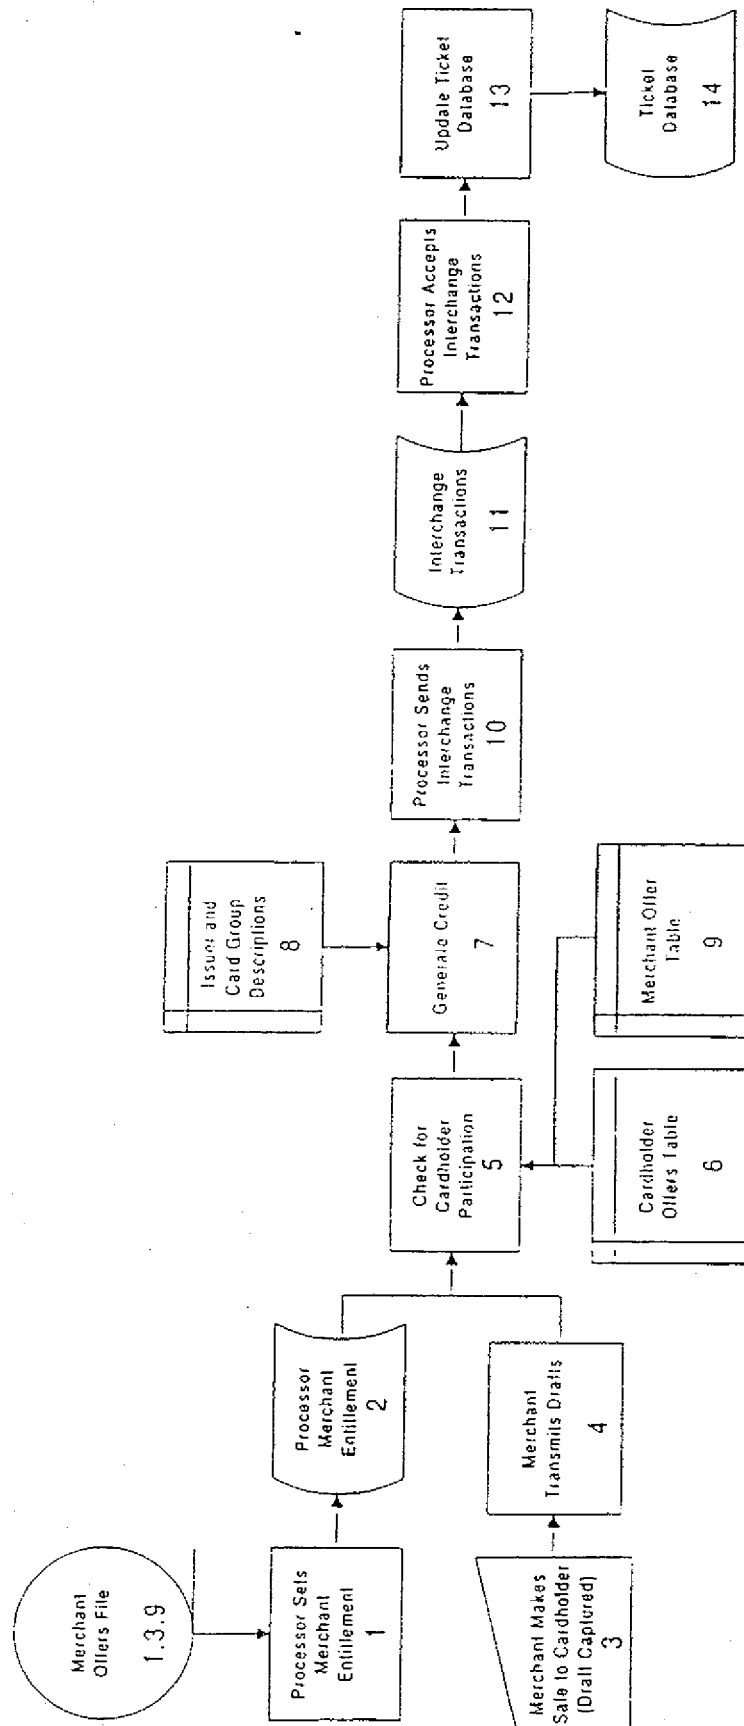 Merchant
Offers File
1.3.9
Processor Sets
Merchant
Entitlement
1
Processor
Merchant
Entitlement
2
Merchant Makes
Sale to Cardholder
(Draft Captured)
3
Merchant
Transmits Drafts
4
Check for
Cardholder
Participation
5
Cardholder
Offers Table
6
Generate Credit
7
Issuer and
Card Group
Descriptions
8
Merchant Offer
Table
9
Processor Sends
Interchange
Transactions
10
Interchange
Transactions
11
Processor Accepts
Interchange
Transactions
12
Update Ticket
Database
13
Ticket
Database
14